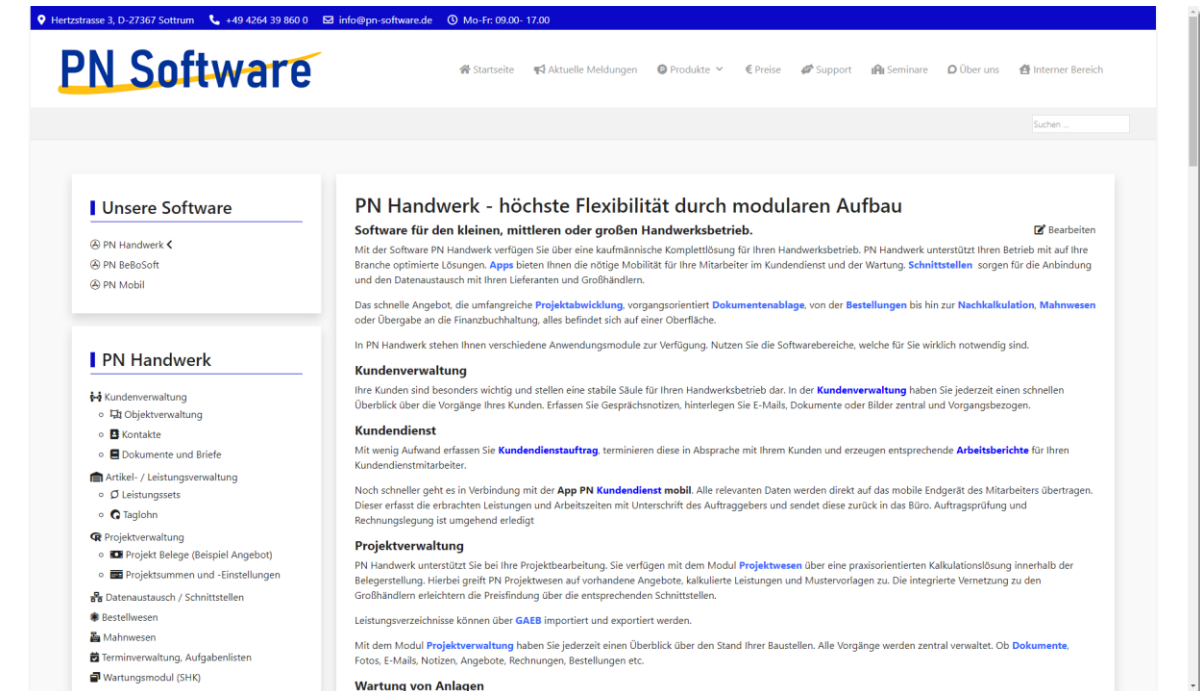 Hertzstrasse 3, D-27367 Sottrum +49 4264 39 860 0 info@pn-software.de Mo-Fr: 09.00- 17.00
PN Software
Startseite Aktuelle Meldungen Produkte € Preise Support Seminare Über uns Interner Bereich
Suchen ...
Unsere Software
PN Handwerk
PN BeBoSoft
PN Mobil
PN Handwerk
Kundenverwaltung
Objektverwaltung
Kontakte
Dokumente und Briefe
Artikel- / Leistungsverwaltung
Leistungssets
Taglohn
Projektverwaltung
Projekt Belege (Beispiel Angebot)
Projektsummen und -Einstellungen
Datenaustausch / Schnittstellen
Bestellwesen
Mahnwesen
Terminverwaltung, Aufgabenlisten
Wartungsmodul (SHK)
PN Handwerk - höchste Flexibilität durch modularen Aufbau
Software für den kleinen, mittleren oder großen Handwerksbetrieb. Bearbeiten
Mit der Software PN Handwerk verfügen Sie über eine kaufmännische Komplettlösung für Ihren Handwerksbetrieb. PN Handwerk unterstützt Ihren Betrieb mit auf Ihre
Branche optimierte Lösungen. Apps bieten Ihnen die nötige Mobilität für Ihre Mitarbeiter im Kundendienst und der Wartung. Schnittstellen sorgen für die Anbindung
und den Datenaustausch mit Ihren Lieferanten und Großhändlern.
Das schnelle Angebot, die umfangreiche Projektabwicklung, vorgangsorientiert Dokumentenablage, von der Bestellungen bis hin zur Nachkalkulation, Mahnwesen
oder Übergabe an die Finanzbuchhaltung, alles befindet sich auf einer Oberfläche.
In PN Handwerk stehen Ihnen verschiedene Anwendungsmodule zur Verfügung. Nutzen Sie die Softwarebereiche, welche für Sie wirklich notwendig sind.
Kundenverwaltung
Ihre Kunden sind besonders wichtig und stellen eine stabile Säule für Ihren Handwerksbetrieb dar. In der Kundenverwaltung haben Sie jederzeit einen schnellen
Überblick über die Vorgänge Ihres Kunden. Erfassen Sie Gesprächsnotizen, hinterlegen Sie E-Mails, Dokumente oder Bilder zentral und Vorgangsbezogen.
Kundendienst
Mit wenig Aufwand erfassen Sie Kundendienstauftrag, terminieren diese in Absprache mit Ihrem Kunden und erzeugen entsprechende Arbeitsberichte für Ihren
Kundendienstmitarbeiter.
Noch schneller geht es in Verbindung mit der App PN Kundendienst mobil. Alle relevanten Daten werden direkt auf das mobile Endgerät des Mitarbeiters übertragen.
Dieser erfasst die erbrachten Leistungen und Arbeitszeiten mit Unterschrift des Auftraggebers und sendet diese zurück in das Büro. Auftragsprüfung und
Rechnungslegung ist umgehend erledigt
Projektverwaltung
PN Handwerk unterstützt Sie bei Ihre Projektbearbeitung. Sie verfügen mit dem Modul Projektwesen über eine praxisorientierten Kalkulationslösung innerhalb der
Belegerstellung. Hierbei greift PN Projektwesen auf vorhandene Angebote, kalkulierte Leistungen und Mustervorlagen zu. Die integrierte Vernetzung zu den
Großhändlern erleichtern die Preisfindung über die entsprechenden Schnittstellen.
Leistungsverzeichnisse können über GAEB importiert und exportiert werden.
Mit dem Modul Projektverwaltung haben Sie jederzeit einen Überblick über den Stand Ihrer Baustellen. Alle Vorgänge werden zentral verwaltet. Ob Dokumente,
Fotos, E-Mails, Notizen, Angebote, Rechnungen, Bestellungen etc.
Wartung von Anlagen